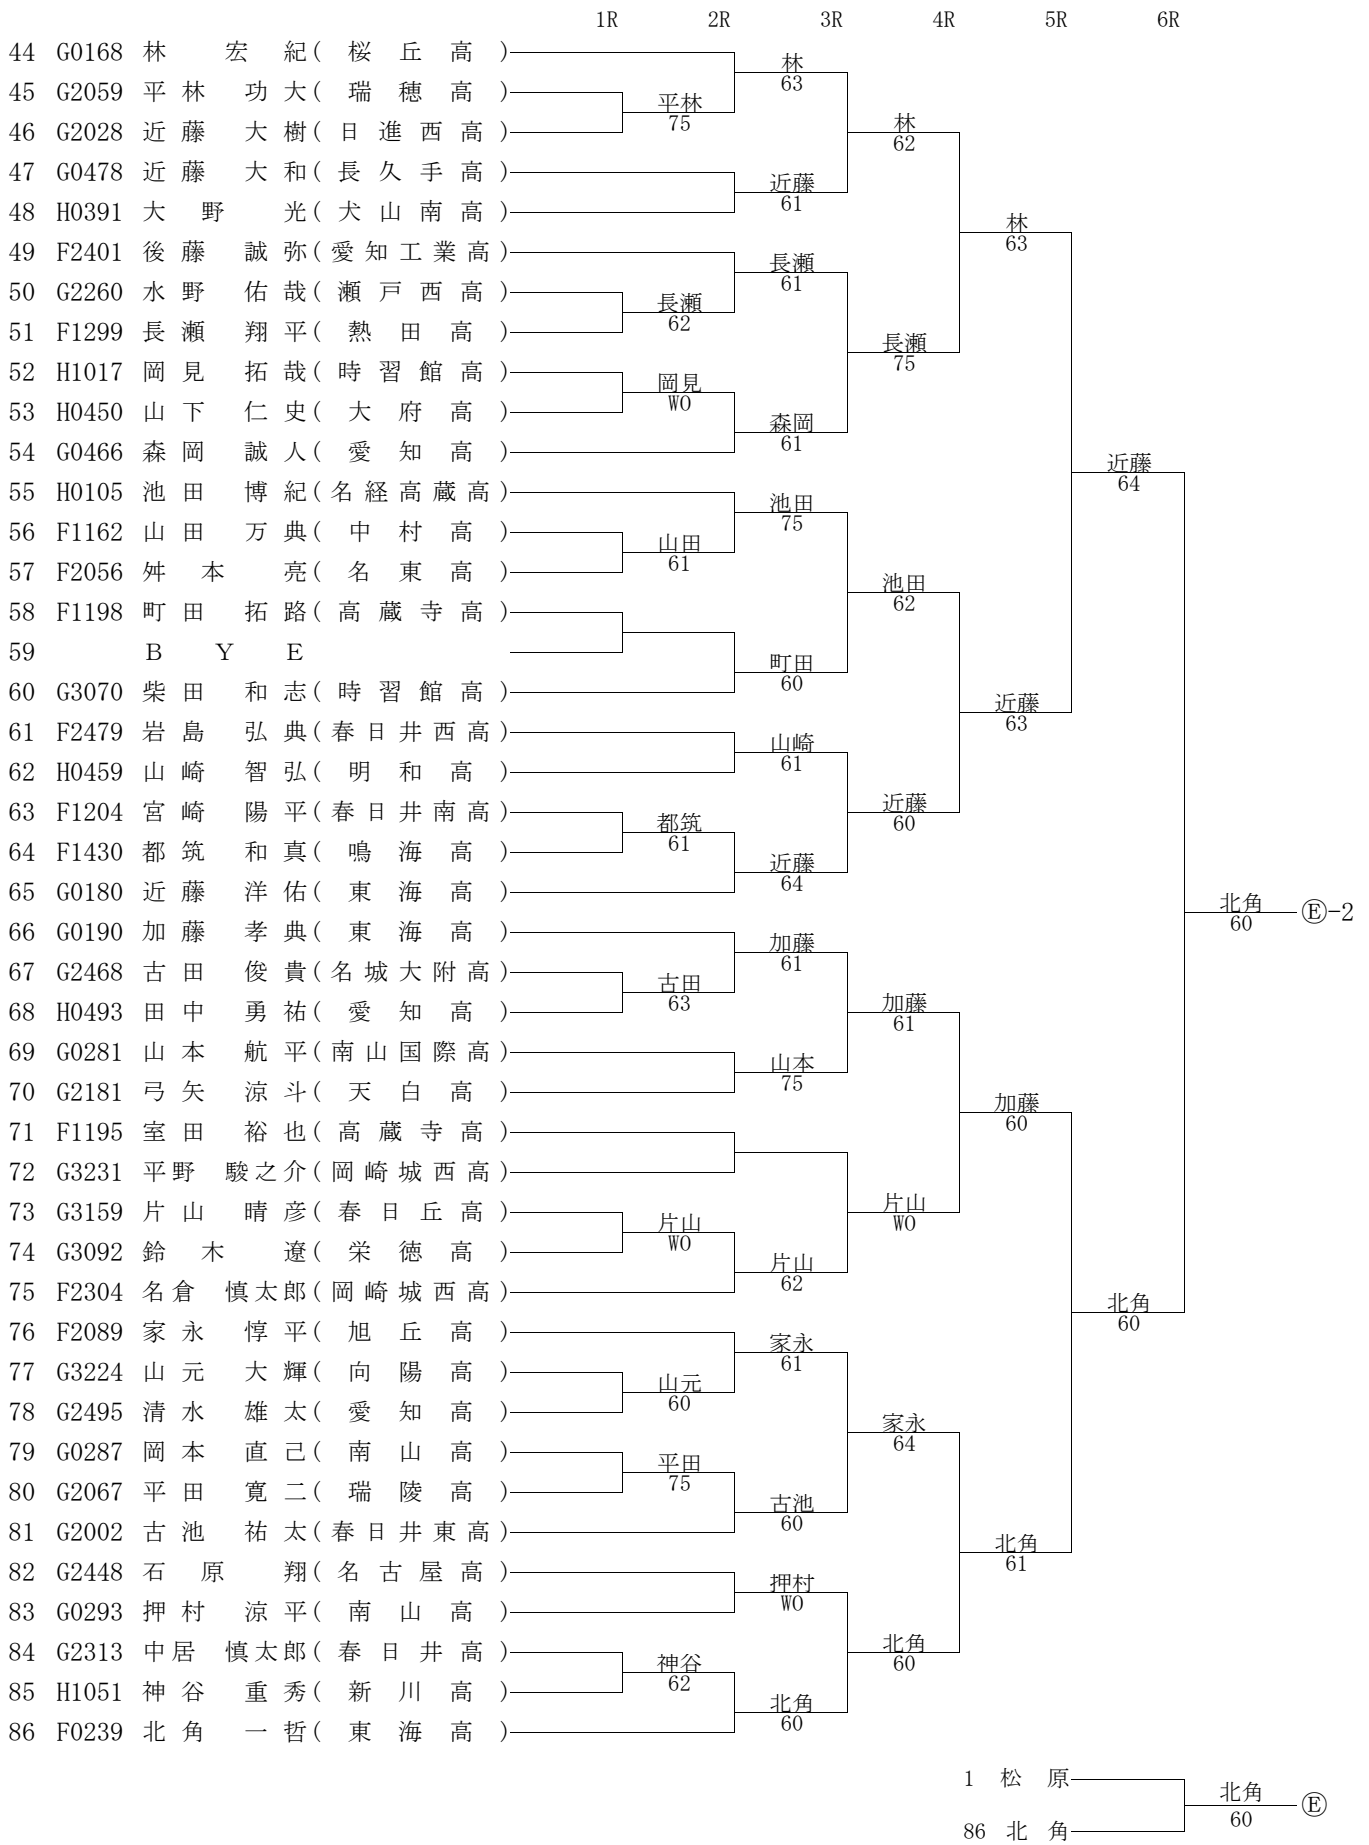 1R 2R 3R 4R 5R 6R
44 G0168 林 宏 紀( 桜 丘 高 )
林
63
45 G2059 平 林 功 大( 瑞 穂 高 )
平林
75
46 G2028 近 藤 大 樹( 日 進 西 高 )
林
62
47 G0478 近 藤 大 和( 長 久 手 高 )
近藤
61
48 H0391 大 野 光( 犬 山 南 高 )
林
63
49 F2401 後 藤 誠 弥( 愛 知 工 業 高 )
長瀬
61
50 G2260 水 野 佑 哉( 瀬 戸 西 高 )
長瀬
62
51 F1299 長 瀬 翔 平( 熱 田 高 )
長瀬
75
52 H1017 岡 見 拓 哉( 時 習 館 高 )
岡見
WO
53 H0450 山 下 仁 史( 大 府 高 )
森岡
61
54 G0466 森 岡 誠 人( 愛 知 高 )
近藤
64
55 H0105 池 田 博 紀( 名 経 高 蔵 高 )
池田
75
56 F1162 山 田 万 典( 中 村 高 )
山田
61
57 F2056 舛 本 亮( 名 東 高 )
池田
62
58 F1198 町 田 拓 路( 高 蔵 寺 高 )
59 B Y E
町田
60
60 G3070 柴 田 和 志( 時 習 館 高 )
近藤
63
61 F2479 岩 島 弘 典( 春 日 井 西 高 )
山崎
61
62 H0459 山 崎 智 弘( 明 和 高 )
近藤
60
63 F1204 宮 崎 陽 平( 春 日 井 南 高 )
都筑
61
64 F1430 都 筑 和 真( 鳴 海 高 )
近藤
64
65 G0180 近 藤 洋 佑( 東 海 高 )
北角
60
Ⓔ-2
66 G0190 加 藤 孝 典( 東 海 高 )
加藤
61
67 G2468 古 田 俊 貴( 名 城 大 附 高 )
古田
63
68 H0493 田 中 勇 祐( 愛 知 高 )
加藤
61
69 G0281 山 本 航 平( 南 山 国 際 高 )
山本
75
70 G2181 弓 矢 涼 斗( 天 白 高 )
加藤
60
71 F1195 室 田 裕 也( 高 蔵 寺 高 )
72 G3231 平 野 駿 之 介( 岡 崎 城 西 高 )
片山
WO
73 G3159 片 山 晴 彦( 春 日 丘 高 )
片山
WO
74 G3092 鈴 木 遼( 栄 徳 高 )
片山
62
75 F2304 名 倉 慎 太 郎( 岡 崎 城 西 高 )
北角
60
76 F2089 家 永 惇 平( 旭 丘 高 )
家永
61
77 G3224 山 元 大 輝( 向 陽 高 )
山元
60
78 G2495 清 水 雄 太( 愛 知 高 )
家永
64
79 G0287 岡 本 直 己( 南 山 高 )
平田
75
80 G2067 平 田 寛 二( 瑞 陵 高 )
古池
60
81 G2002 古 池 祐 太( 春 日 井 東 高 )
北角
61
82 G2448 石 原 翔( 名 古 屋 高 )
押村
WO
83 G0293 押 村 涼 平( 南 山 高 )
北角
60
84 G2313 中 居 慎 太 郎( 春 日 井 高 )
神谷
62
85 H1051 神 谷 重 秀( 新 川 高 )
北角
60
86 F0239 北 角 一 哲( 東 海 高 )
1 松 原
北角
60
Ⓔ
86 北 角